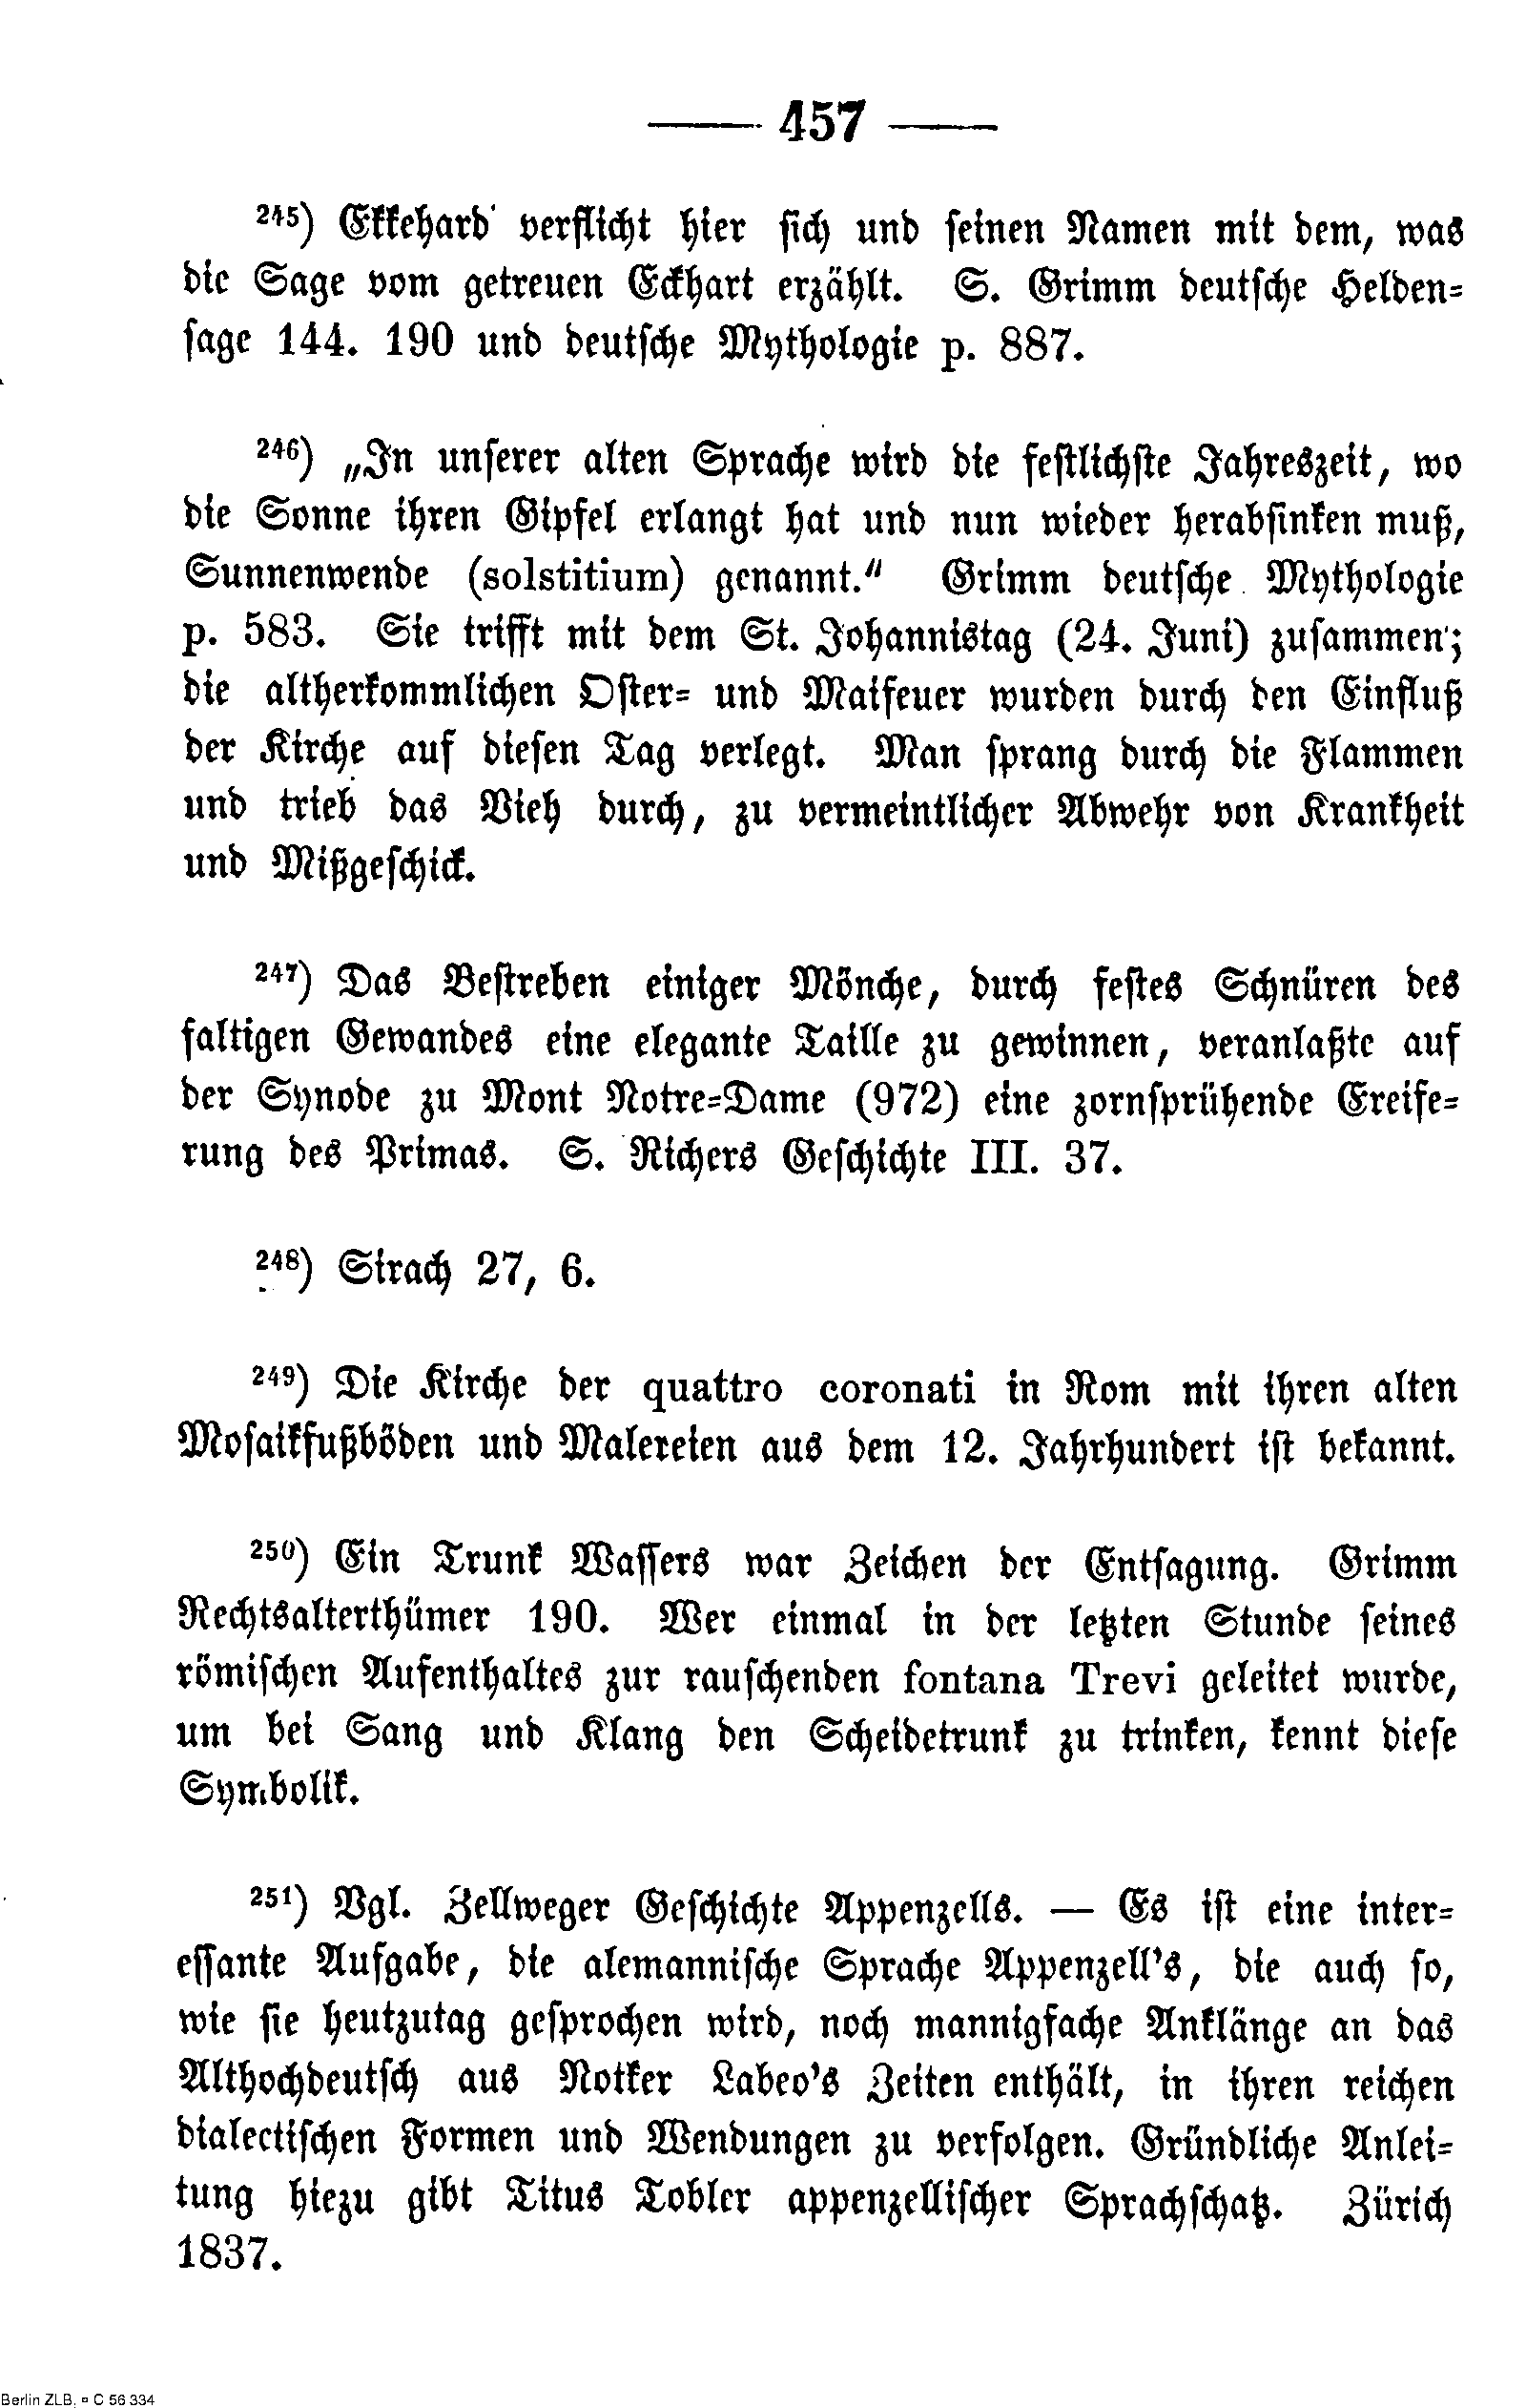 — 457 —
²⁴⁵) Ekkehard verflicht hier sich und seinen Namen mit dem, was
die Sage vom getreuen Eckhart erzählt. S. Grimm deutsche Helden=
sage 144. 190 und deutsche Mythologie p. 887.
²⁴⁶) „In unserer alten Sprache wird die festlichste Jahreszeit, wo
die Sonne ihren Gipfel erlangt hat und nun wieder herabsinken muß,
Sunnenwende (solstitium) genannt." Grimm deutsche Mythologie
p. 583. Sie trifft mit dem St. Johannistag (24. Juni) zusammen;
die altherkommlichen Oster= und Maifeuer wurden durch den Einfluß
der Kirche auf diesen Tag verlegt. Man sprang durch die Flammen
und trieb das Vieh durch, zu vermeintlicher Abwehr von Krankheit
und Mißgeschick.
²⁴⁷) Das Bestreben einiger Mönche, durch festes Schnüren des
faltigen Gewandes eine elegante Taille zu gewinnen, veranlaßte auf
der Synode zu Mont Notre=Dame (972) eine zornsprühende Ereife=
rung des Primas. S. Richers Geschichte III. 37.
²⁴⁸) Sirach 27, 6.
²⁴⁹) Die Kirche der quattro coronati in Rom mit ihren alten
Mosaikfußböden und Malereien aus dem 12. Jahrhundert ist bekannt.
²⁵⁰) Ein Trunk Wassers war Zeichen der Entsagung. Grimm
Rechtsalterthümer 190. Wer einmal in der letzten Stunde seines
römischen Aufenthaltes zur rauschenden fontana Trevi geleitet wurde,
um bei Sang und Klang den Scheidetrunk zu trinken, kennt diese
Symbolik.
²⁵¹) Vgl. Zellweger Geschichte Appenzells. — Es ist eine inter=
essante Aufgabe, die alemannische Sprache Appenzell's, die auch so,
wie sie heutzutag gesprochen wird, noch mannigfache Anklänge an das
Althochdeutsch aus Notker Labeo's Zeiten enthält, in ihren reichen
dialectischen Formen und Wendungen zu verfolgen. Gründliche Anlei=
tung hiezu gibt Titus Tobler appenzellischer Sprachschatz. Zürich
1837.
Berlin ZLB. ¤ C 56 334